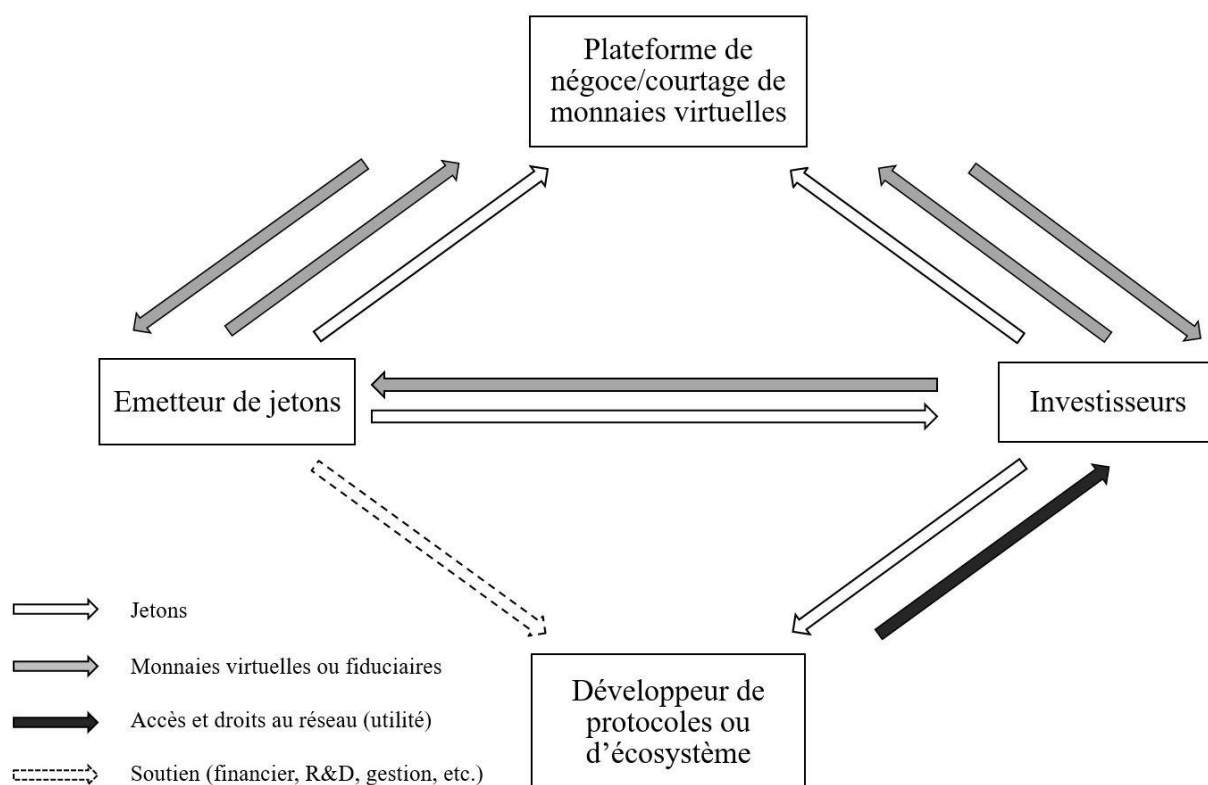 Plateforme de
négoce/courtage de
monnaies virtuelles
Emetteur de jetons
Investisseurs
Jetons
Monnaies virtuelles ou fiduciaires
Accès et droits au réseau (utilité)
Soutien (financier, R&D, gestion, etc.)
Développeur de
protocoles ou
d’écosystème